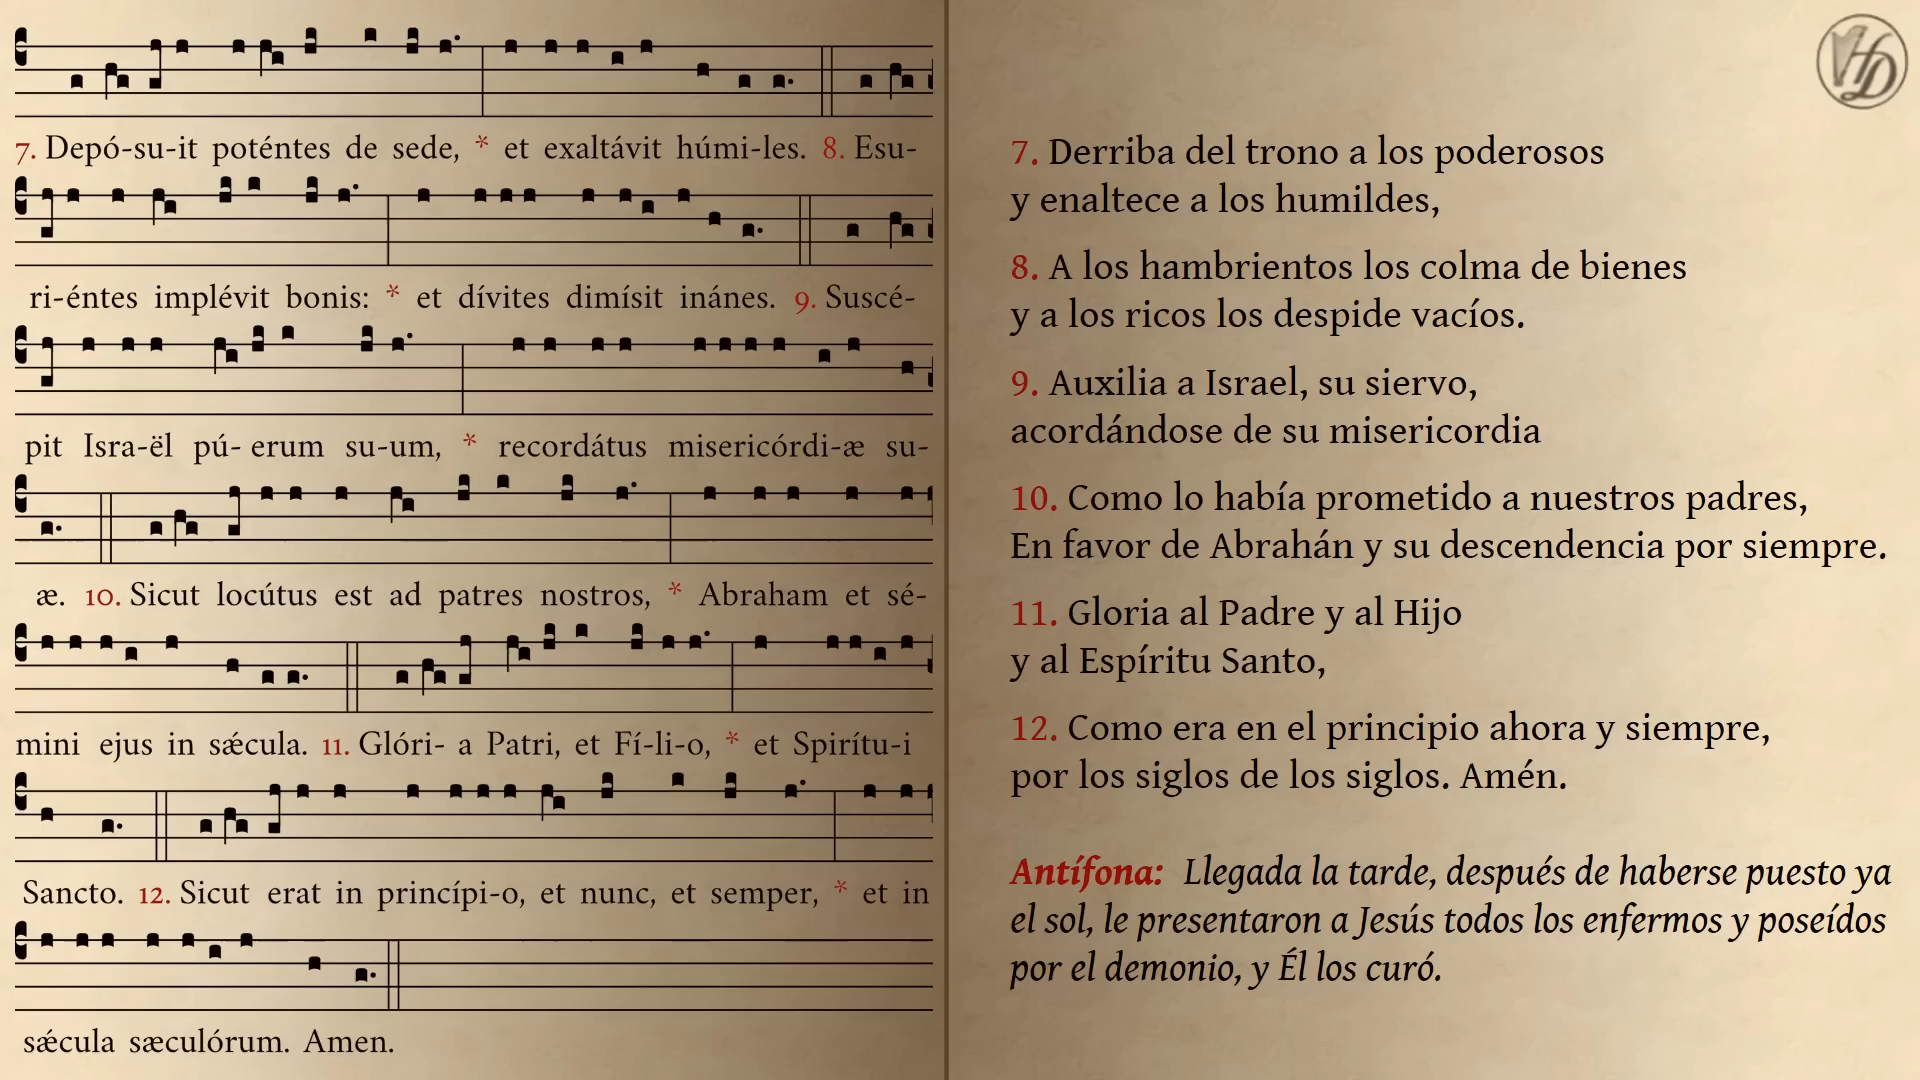 7. Depó-su-it poténtes de sede, * et exaltávit húmi-les. 8. Esu-
ri-éntes implévit bonis: * et dívites dimísit inánes. 9. Suscé-
pit Isra-ël pú- erum su-um, * recordátus misericórdi-æ su-
æ. 10. Sicut locútus est ad patres nostros, * Abraham et sé-
mini ejus in sǽcula. 11. Glóri- a Patri, et Fí-li-o, * et Spirítu-i
Sancto. 12. Sicut erat in princípi-o, et nunc, et semper, * et in
sǽcula sæculórum. Amen.
HD
7. Derriba del trono a los poderosos
y enaltece a los humildes,
8. A los hambrientos los colma de bienes
y a los ricos los despide vacíos.
9. Auxilia a Israel, su siervo,
acordándose de su misericordia
10. Como lo había prometido a nuestros padres,
En favor de Abrahán y su descendencia por siempre.
11. Gloria al Padre y al Hijo
y al Espíritu Santo,
12. Como era en el principio ahora y siempre,
por los siglos de los siglos. Amén.
Antífona: Llegada la tarde, después de haberse puesto ya
el sol, le presentaron a Jesús todos los enfermos y poseídos
por el demonio, y Él los curó.